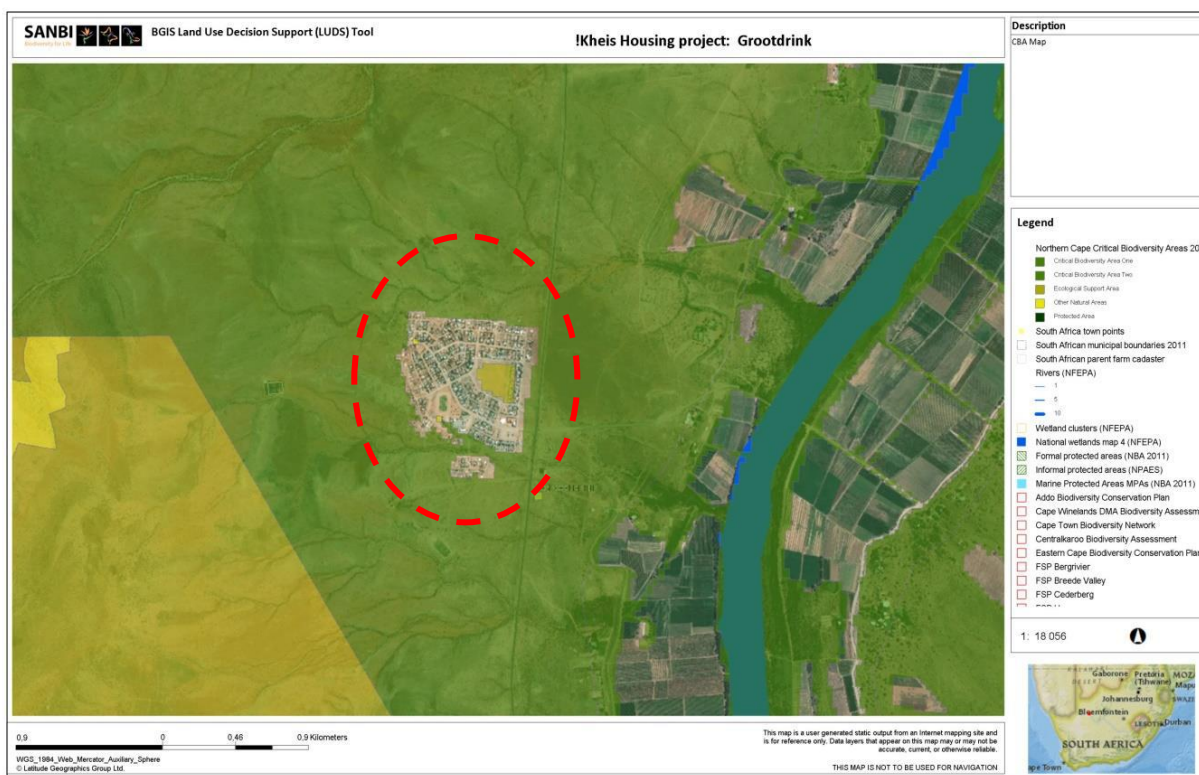 SANBI
Biodiversity for Life
BGIS Land Use Decision Support (LUDS) Tool
!Kheis Housing project: Grootdrink
Description
CBA Map
Legend
Northern Cape Critical Biodiversity Areas 20
Critical Biodiversity Area One
Critical Biodiversity Area Two
Ecological Support Area
Other Natural Areas
Protected Area
South Africa town points
South African municipal boundaries 2011
South African parent farm cadaster
Rivers (NFEPA)
1
5
10
Wetland clusters (NFEPA)
National wetlands map 4 (NFEPA)
Formal protected areas (NBA 2011)
Informal protected areas (NPAES)
Marine Protected Areas MPAs (NBA 2011)
Addo Biodiversity Conservation Plan
Cape Winelands DMA Biodiversity Assessm
Cape Town Biodiversity Network
Centralkaroo Biodiversity Assessment
Eastern Cape Biodiversity Conservation Plan
FSP Bergrivier
FSP Breede Valley
FSP Cederberg
1: 18 056
Gaborone
Pretoria
MOZA
DESERT
(Tshwane)
Mapu
Johannesburg
SWAZI
Bloemfontein
LESOTHO
Durban
SOUTH AFRICA
ape Town
0,9
0
0,46
0,9 Kilometers
WGS_1984_Web_Mercator_Auxiliary_Sphere
© Latitude Geographics Group Ltd.
This map is a user generated static output from an Internet mapping site and
is for reference only. Data layers that appear on this map may or may not be
accurate, current, or otherwise reliable.
THIS MAP IS NOT TO BE USED FOR NAVIGATION